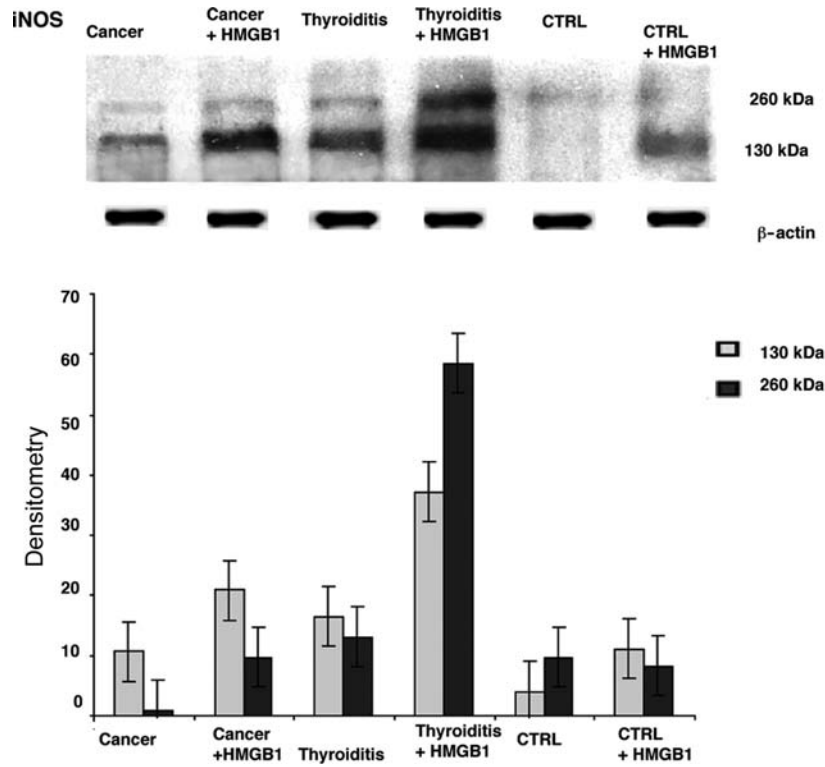 iNOS
Cancer
Cancer
+ HMGB1
Thyroiditis
Thyroiditis
+ HMGB1
CTRL
CTRL
+ HMGB1
260 kDa
130 kDa
β-actin
70
60
50
40
30
20
10
0
Densitometry
130 kDa
260 kDa
Cancer
Cancer
+HMGB1
Thyroiditis
Thyroiditis
+ HMGB1
CTRL
CTRL
+ HMGB1